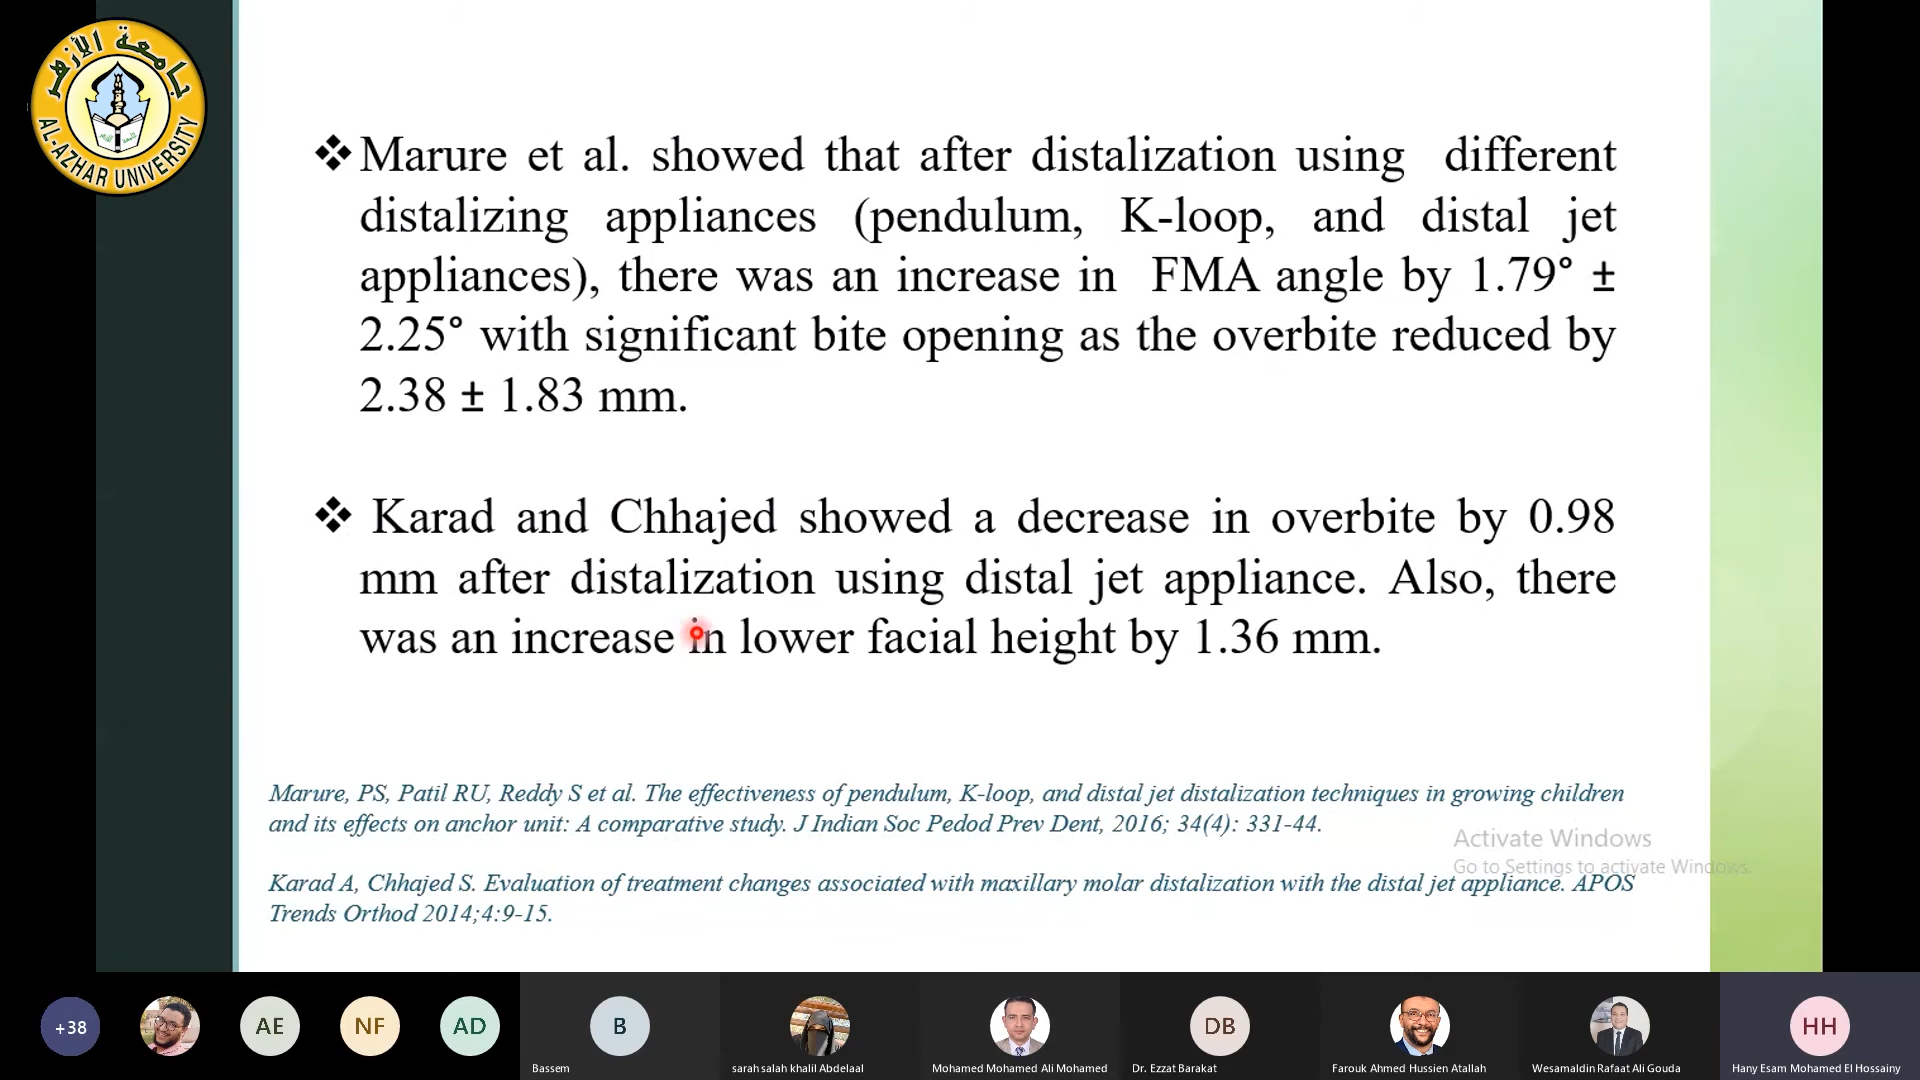 جامعة الأزهر
AL-AZHAR UNIVERSITY
❖ Marure et al. showed that after distalization using different
distalizing appliances (pendulum, K-loop, and distal jet
appliances), there was an increase in FMA angle by 1.79° ±
2.25° with significant bite opening as the overbite reduced by
2.38 ± 1.83 mm.
❖ Karad and Chhajed showed a decrease in overbite by 0.98
mm after distalization using distal jet appliance. Also, there
was an increase in lower facial height by 1.36 mm.
Marure, PS, Patil RU, Reddy S et al. The effectiveness of pendulum, K-loop, and distal jet distalization techniques in growing children
and its effects on anchor unit: A comparative study. J Indian Soc Pedod Prev Dent, 2016; 34(4): 331-44.
Activate Windows
Go to Settings to activate Windows.
Karad A, Chhajed S. Evaluation of treatment changes associated with maxillary molar distalization with the distal jet appliance. APOS
Trends Orthod 2014;4:9-15.
+38
AE
NF
AD
B
DB
HH
Bassem
sarah salah khalil Abdelaal
Mohamed Mohamed Ali Mohamed
Dr. Ezzat Barakat
Farouk Ahmed Hussien Atallah
Wesamaldin Rafaat Ali Gouda
Hany Esam Mohamed El Hossainy